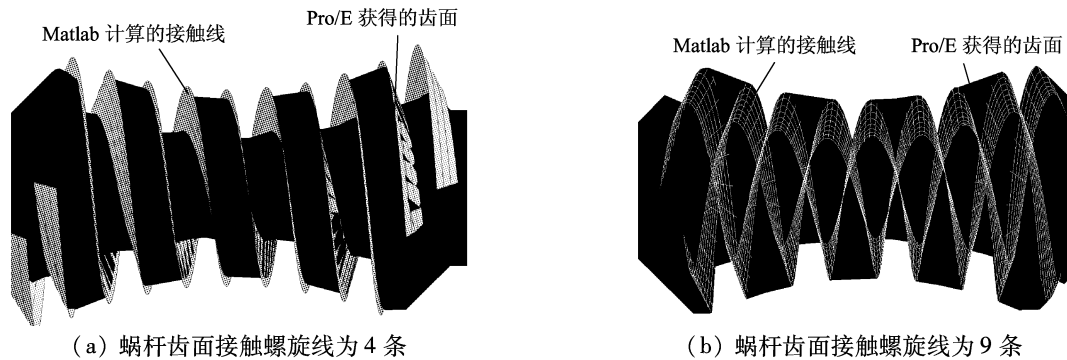 Pro/E 获得的齿面
Matlab 计算的接触线
Matlab 计算的接触线
Pro/E 获得的齿面
（a）蜗杆齿面接触螺旋线为 4 条
（b）蜗杆齿面接触螺旋线为 9 条